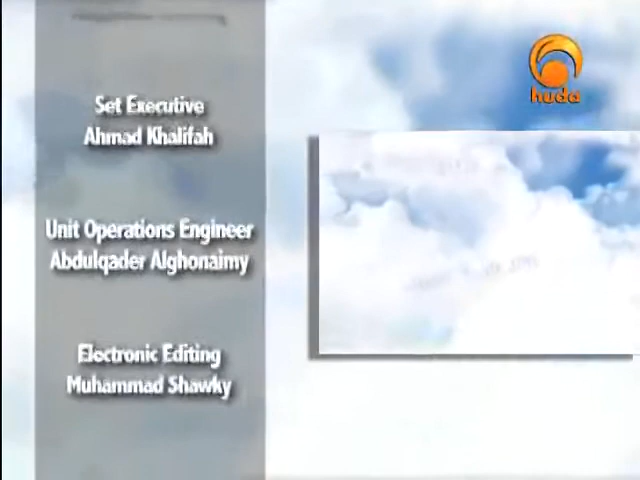 huda
Set Executive
Ahmad Khalifah
Unit Operations Engineer
Abdulqader Alghonaimy
Electronic Editing
Muhammad Shawky